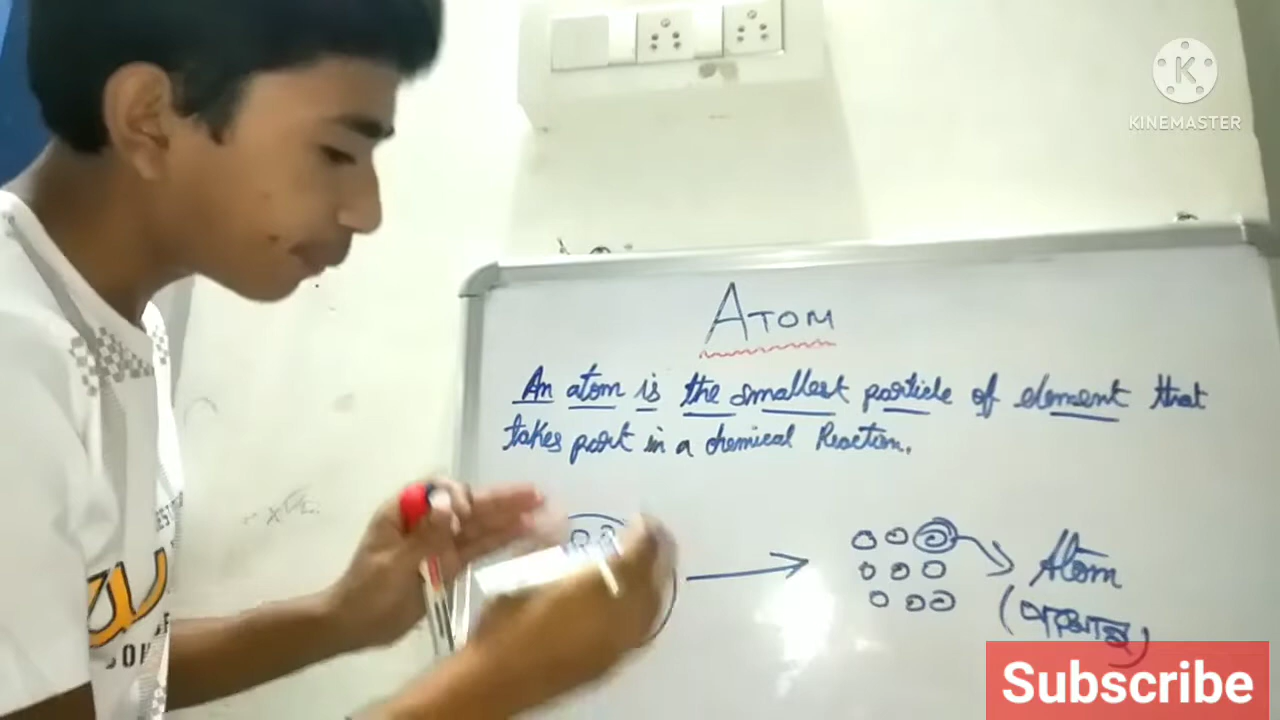 KINEMASTER
ATOM
An atom is the smallest particle of element that
takes part in a chemical Reaction.
Atom
(পরমাণু)
Subscribe